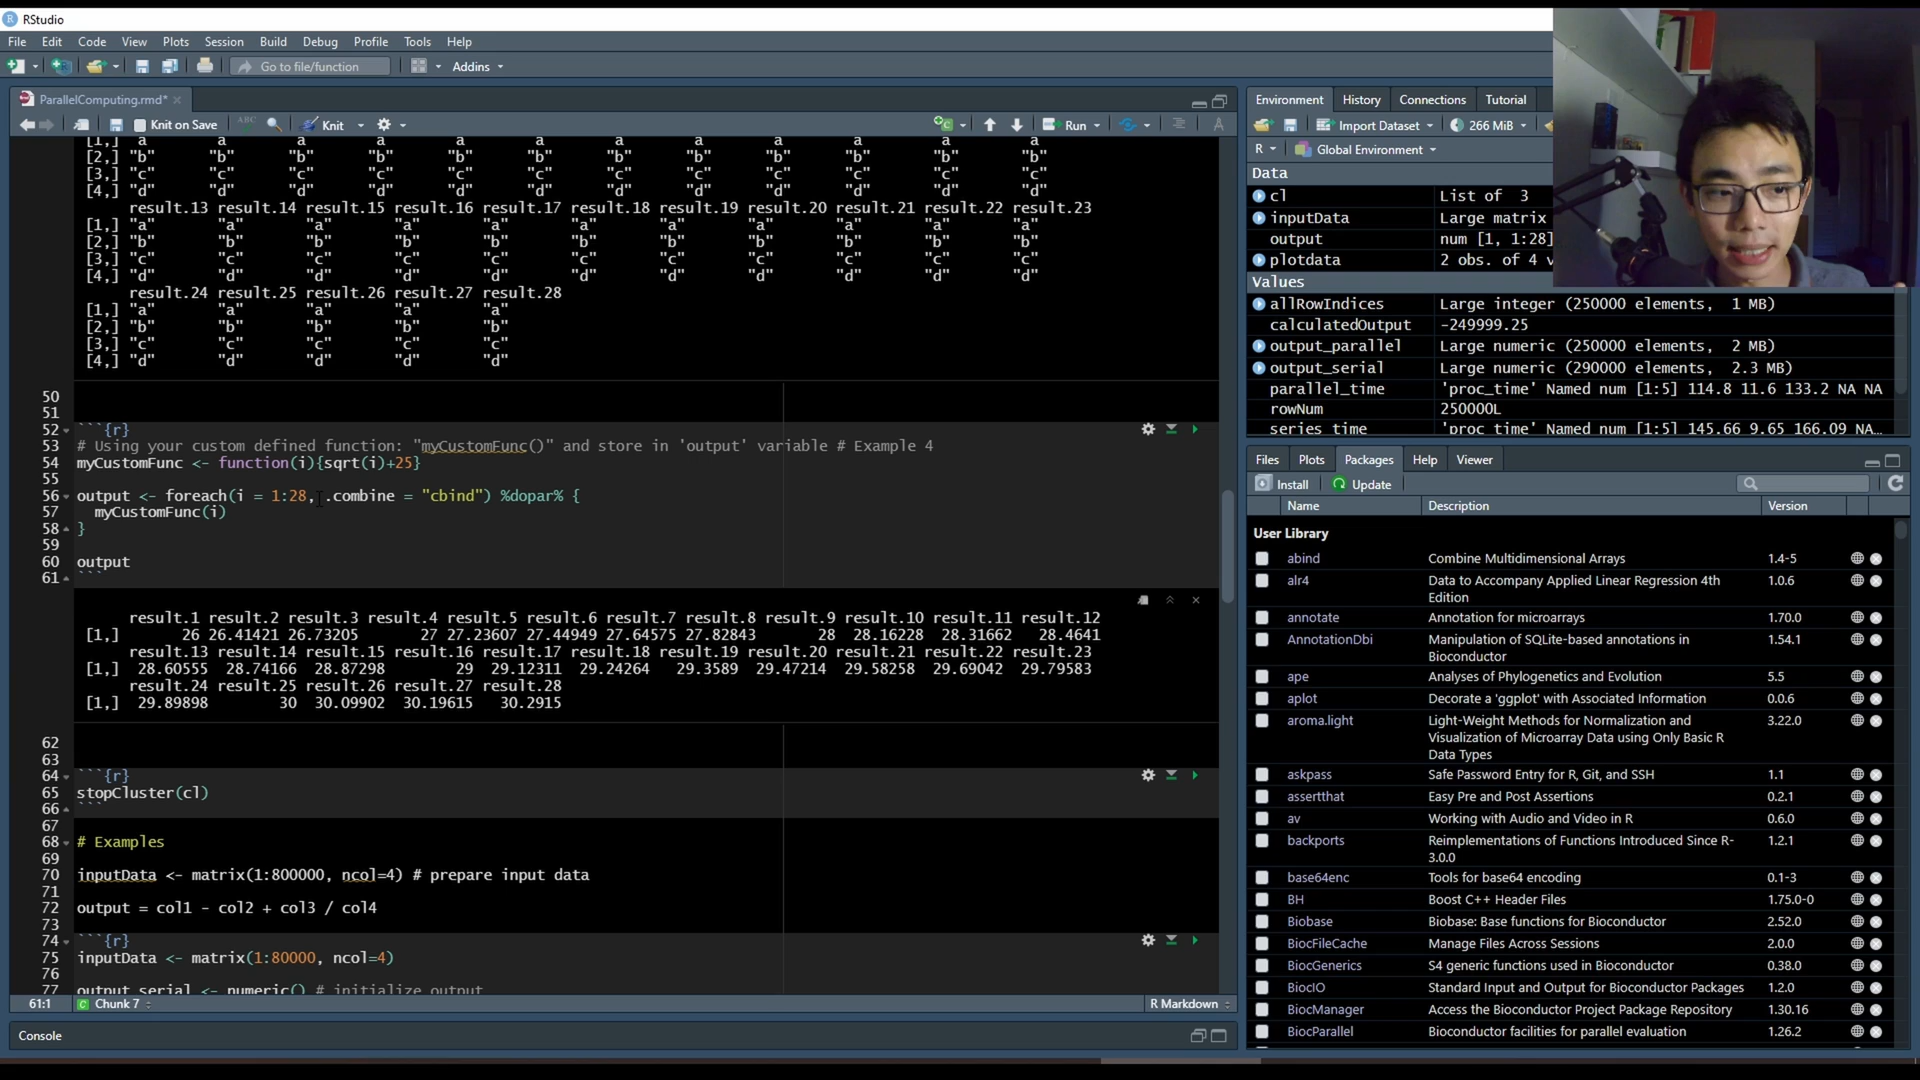 RStudio
File Edit Code View Plots Session Build Debug Profile Tools Help
Go to file/function Addins
ParallelComputing.rmd*
ABC Knit on Save Knit Run
[1,] "a" "a" "a" "a" "a" "a" "a" "a" "a" "a" "a" "a"
[2,] "b" "b" "b" "b" "b" "b" "b" "b" "b" "b" "b" "b"
[3,] "c" "c" "c" "c" "c" "c" "c" "c" "c" "c" "c" "c"
[4,] "d" "d" "d" "d" "d" "d" "d" "d" "d" "d" "d" "d"
result.13 result.14 result.15 result.16 result.17 result.18 result.19 result.20 result.21 result.22 result.23
[1,] "a" "a" "a" "a" "a" "a" "a" "a" "a" "a" "a"
[2,] "b" "b" "b" "b" "b" "b" "b" "b" "b" "b" "b"
[3,] "c" "c" "c" "c" "c" "c" "c" "c" "c" "c" "c"
[4,] "d" "d" "d" "d" "d" "d" "d" "d" "d" "d" "d"
result.24 result.25 result.26 result.27 result.28
[1,] "a" "a" "a" "a" "a"
[2,] "b" "b" "b" "b" "b"
[3,] "c" "c" "c" "c" "c"
[4,] "d" "d" "d" "d" "d"
50
51
52 ```{r}
53 # Using your custom defined function: "myCustomFunc()" and store in 'output' variable # Example 4
54 myCustomFunc <- function(i){sqrt(i)+25}
55
56 output <- foreach(i = 1:28, .combine = "cbind") %dopar% {
57 myCustomFunc(i)
58 }
59
60 output
61 ```
result.1 result.2 result.3 result.4 result.5 result.6 result.7 result.8 result.9 result.10 result.11 result.12
[1,] 26 26.41421 26.73205 27 27.23607 27.44949 27.64575 27.82843 28 28.16228 28.31662 28.4641
result.13 result.14 result.15 result.16 result.17 result.18 result.19 result.20 result.21 result.22 result.23
[1,] 28.60555 28.74166 28.87298 29 29.12311 29.24264 29.3589 29.47214 29.58258 29.69042 29.79583
result.24 result.25 result.26 result.27 result.28
[1,] 29.89898 30 30.09902 30.19615 30.2915
62
63
64 ```{r}
65 stopCluster(cl)
66 ```
67
68 # Examples
69
70 inputData <- matrix(1:800000, ncol=4) # prepare input data
71
72 output = col1 - col2 + col3 / col4
73
74 ```{r}
75 inputData <- matrix(1:80000, ncol=4)
76
77 output_serial <- numeric() # initialize output
61:1 Chunk 7 R Markdown
Console
Environment History Connections Tutorial
Import Dataset 266 MiB
R Global Environment
Data
cl List of 3
inputData Large matrix
output num [1, 1:28]
plotdata 2 obs. of 4 v
Values
allRowIndices Large integer (250000 elements, 1 MB)
calculatedOutput -249999.25
output_parallel Large numeric (250000 elements, 2 MB)
output_serial Large numeric (290000 elements, 2.3 MB)
parallel_time 'proc_time' Named num [1:5] 114.8 11.6 133.2 NA NA
rowNum 250000L
series_time 'proc_time' Named num [1:5] 145.66 9.65 166.09 NA…
Files Plots Packages Help Viewer
Install Update
Name Description Version
User Library
abind Combine Multidimensional Arrays 1.4-5
alr4 Data to Accompany Applied Linear Regression 4th 1.0.6
Edition
annotate Annotation for microarrays 1.70.0
AnnotationDbi Manipulation of SQLite-based annotations in 1.54.1
Bioconductor
ape Analyses of Phylogenetics and Evolution 5.5
aplot Decorate a 'ggplot' with Associated Information 0.0.6
aroma.light Light-Weight Methods for Normalization and 3.22.0
Visualization of Microarray Data using Only Basic R
Data Types
askpass Safe Password Entry for R, Git, and SSH 1.1
assertthat Easy Pre and Post Assertions 0.2.1
av Working with Audio and Video in R 0.6.0
backports Reimplementations of Functions Introduced Since R- 1.2.1
3.0.0
base64enc Tools for base64 encoding 0.1-3
BH Boost C++ Header Files 1.75.0-0
Biobase Biobase: Base functions for Bioconductor 2.52.0
BiocFileCache Manage Files Across Sessions 2.0.0
BiocGenerics S4 generic functions used in Bioconductor 0.38.0
BiocIO Standard Input and Output for Bioconductor Packages 1.2.0
BiocManager Access the Bioconductor Project Package Repository 1.30.16
BiocParallel Bioconductor facilities for parallel evaluation 1.26.2